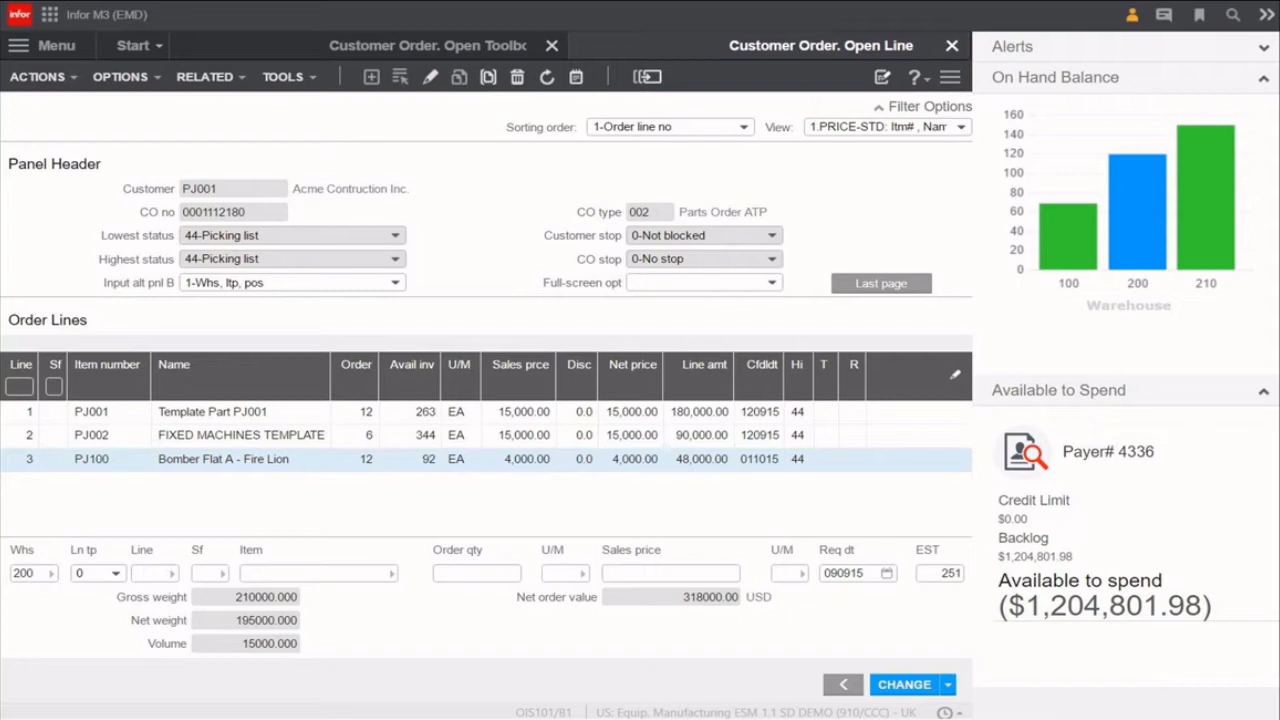 infor Infor M3 (EMD)
Menu Start Customer Order. Open Toolbo Customer Order. Open Line
ACTIONS OPTIONS RELATED TOOLS ?
Filter Options
Sorting order: 1-Order line no View: 1.PRICE-STD: Itm# , Nam
Panel Header
Customer PJ001 Acme Contruction Inc.
CO no 0001112180 CO type 002 Parts Order ATP
Lowest status 44-Picking list Customer stop 0-Not blocked
Highest status 44-Picking list CO stop 0-No stop
Input alt pnl B 1-Whs, Itp, pos Full-screen opt Last page
Order Lines
Line Sf Item number Name Order Avail inv U/M Sales prce Disc Net price Line amt Cfdldt Hi T R
1 PJ001 Template Part PJ001 12 263 EA 15,000.00 0.0 15,000.00 180,000.00 120915 44
2 PJ002 FIXED MACHINES TEMPLATE 6 344 EA 15,000.00 0.0 15,000.00 90,000.00 120915 44
3 PJ100 Bomber Flat A - Fire Lion 12 92 EA 4,000.00 0.0 4,000.00 48,000.00 011015 44
Whs Ln tp Line Sf Item Order qty U/M Sales price U/M Req dt EST
200 0 090915 251
Gross weight 210000.000 Net order value 318000.00 USD
Net weight 195000.000
Volume 15000.000
CHANGE
OIS101/B1 US: Equip. Manufacturing ESM 1.1 SD DEMO (910/CCC) - UK
Alerts
On Hand Balance
160
140
120
100
80
60
40
20
0
100 200 210
Warehouse
Available to Spend
Payer# 4336
Credit Limit
$0.00
Backlog
$1,204,801.98
Available to spend
($1,204,801.98)